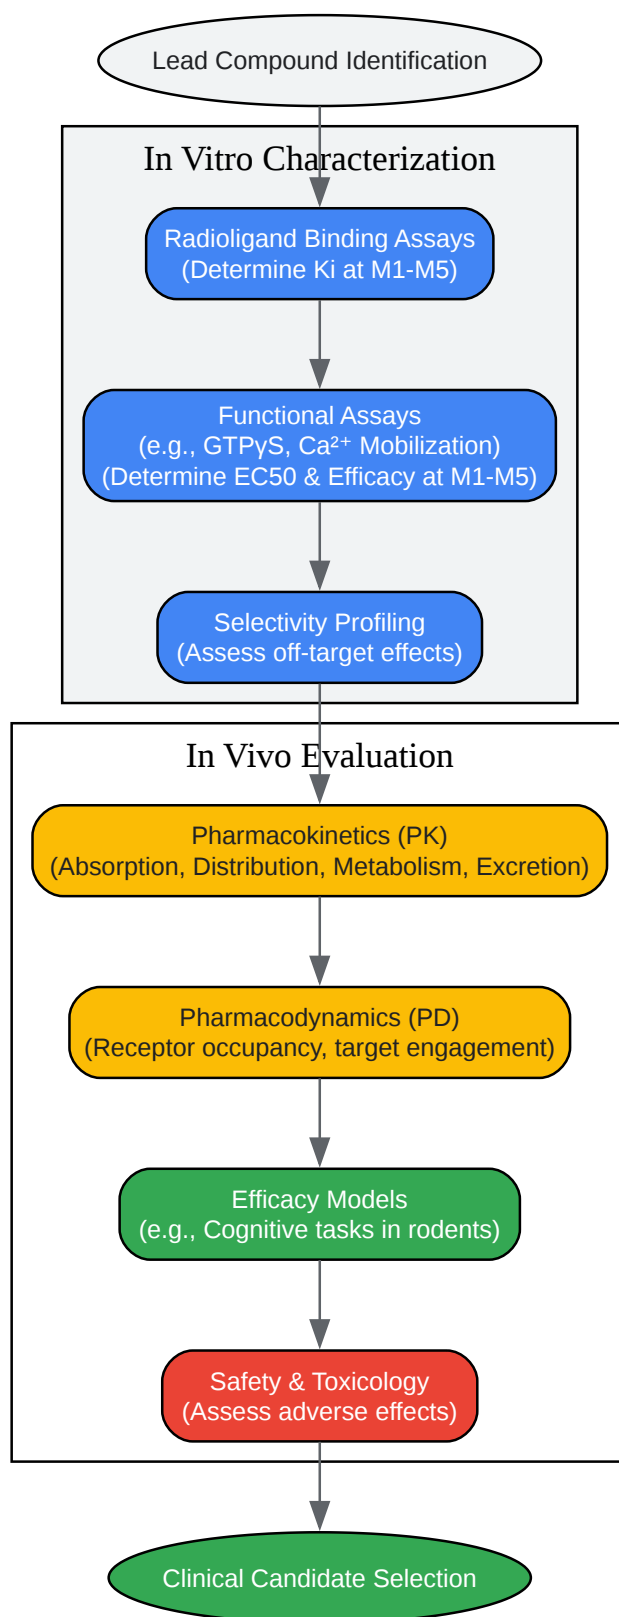 Lead Compound Identification
In Vitro Characterization
Radioligand Binding Assays
(Determine Ki at M1-M5)
Functional Assays
(e.g., GTPγS, Ca²⁺ Mobilization)
(Determine EC50 & Efficacy at M1-M5)
Selectivity Profiling
(Assess off-target effects)
In Vivo Evaluation
Pharmacokinetics (PK)
(Absorption, Distribution, Metabolism, Excretion)
Pharmacodynamics (PD)
(Receptor occupancy, target engagement)
Efficacy Models
(e.g., Cognitive tasks in rodents)
Safety & Toxicology
(Assess adverse effects)
Clinical Candidate Selection